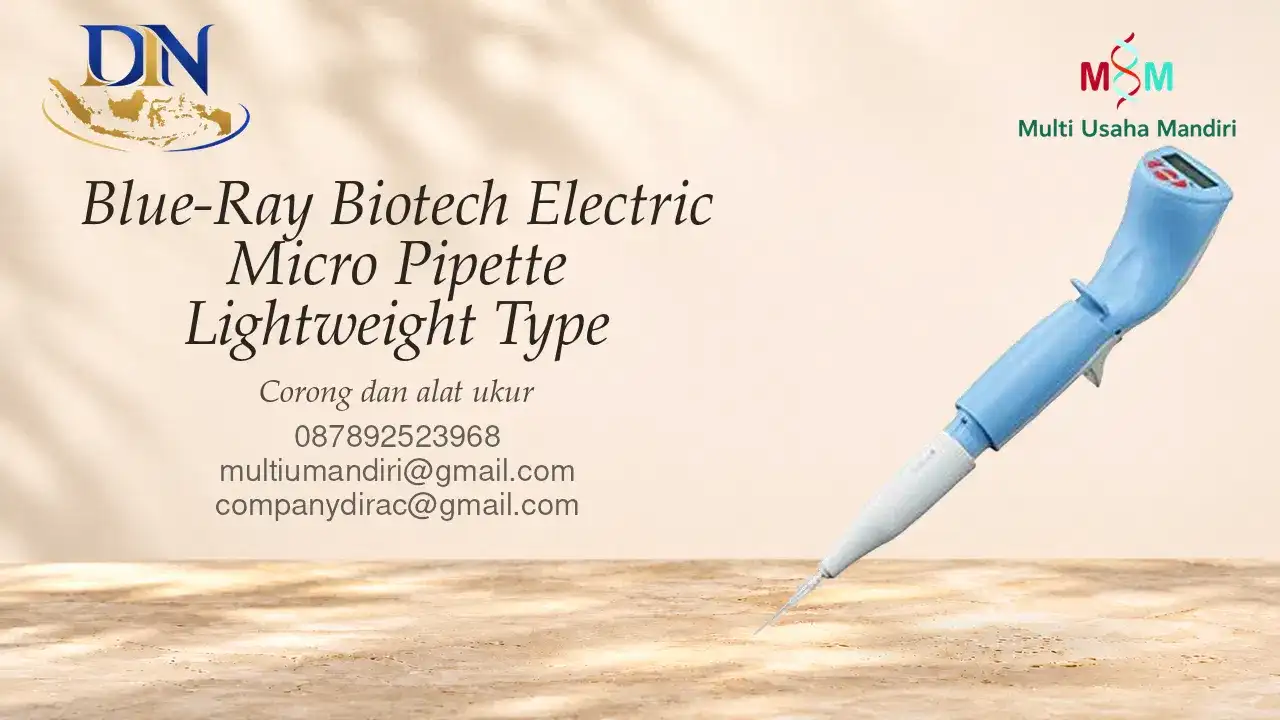 DIN
M M
Multi Usaha Mandiri
Blue-Ray Biotech Electric
Micro Pipette
Lightweight Type
Corong dan alat ukur
087892523968
multiumandiri@gmail.com
companydirac@gmail.com